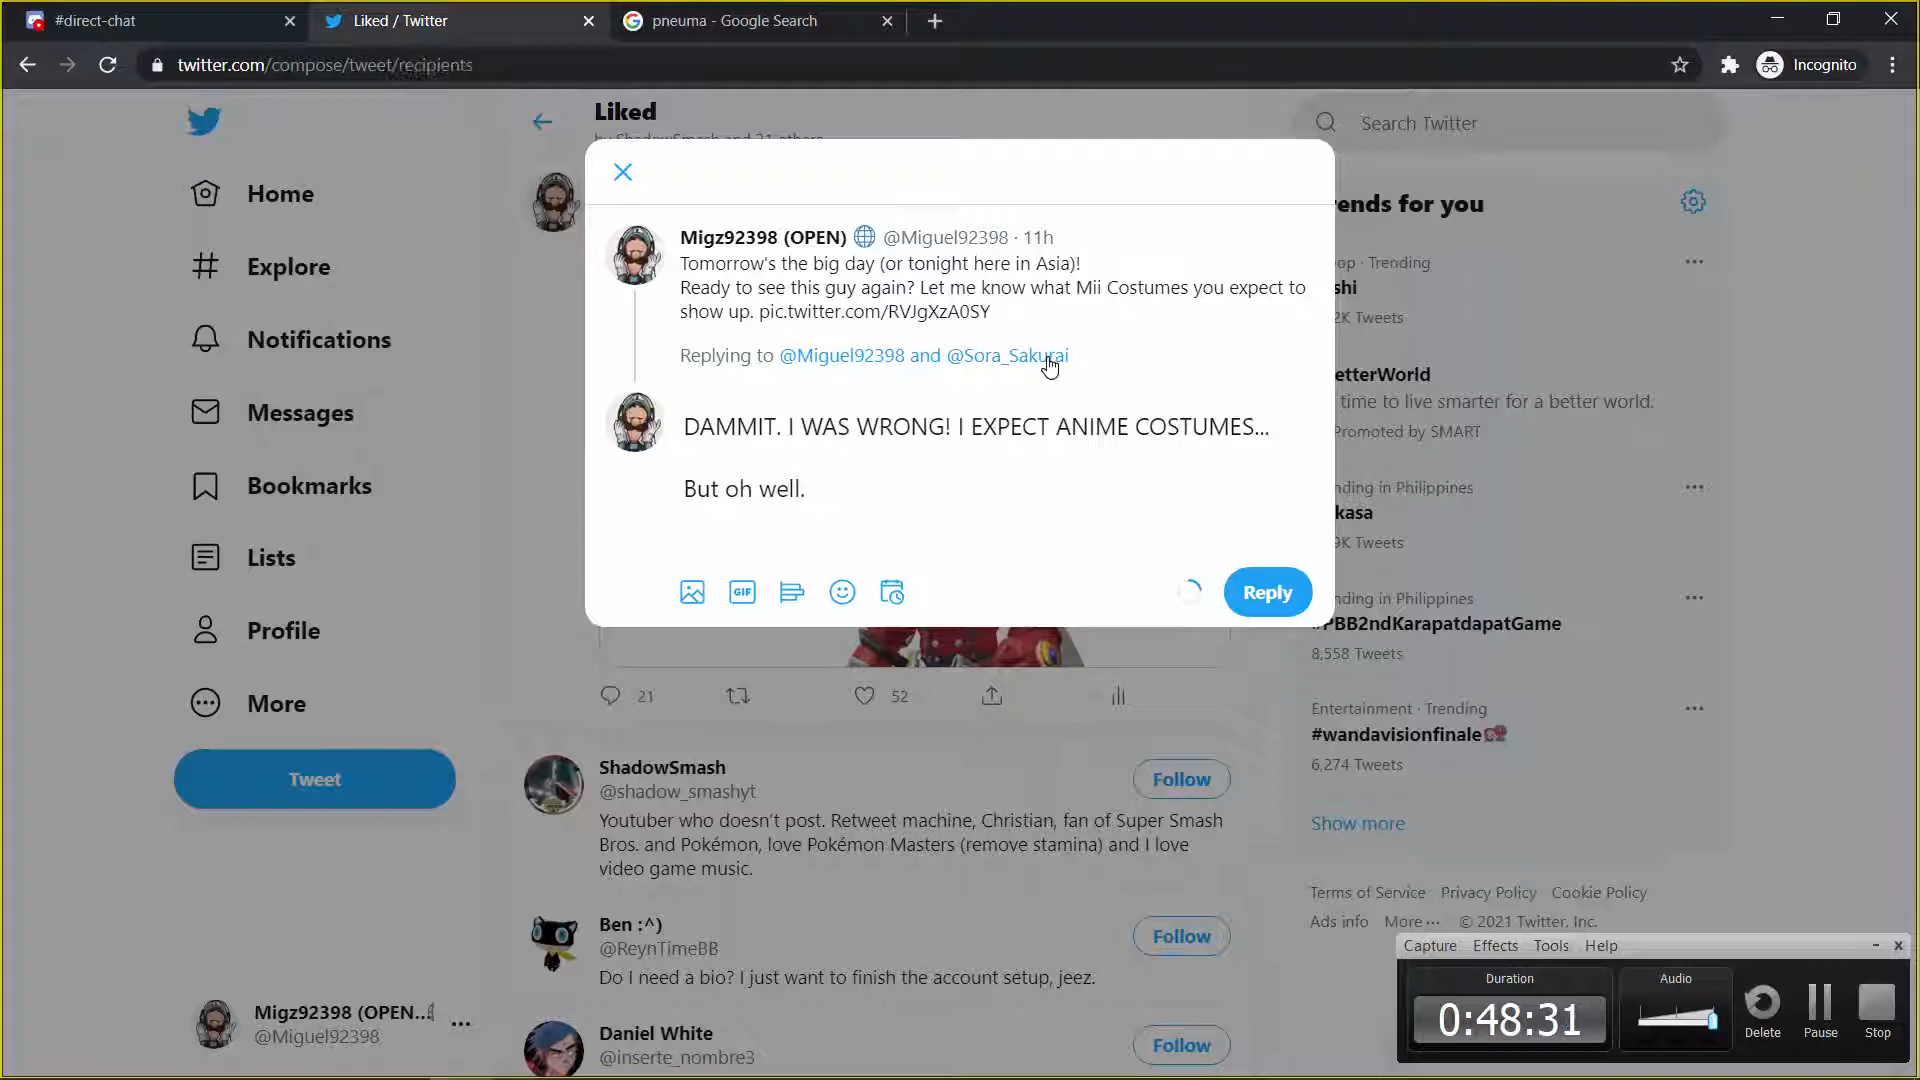 #direct-chat
Liked / Twitter
pneuma - Google Search
twitter.com/compose/tweet/recipients
Incognito
Home
Explore
Notifications
Messages
Bookmarks
Lists
Profile
More
Tweet
Migz92398 (OPEN...
@Miguel92398
Liked
by ShadowSmash and 21 others
Migz92398 (OPEN) @Miguel92398 · 11h
Tomorrow's the big day (or tonight here in Asia)!
Ready to see this guy again? Let me know what Mii Costumes you expect to
show up. pic.twitter.com/RVJgXzA0SY
Replying to @Miguel92398 and @Sora_Sakurai
DAMMIT. I WAS WRONG! I EXPECT ANIME COSTUMES...
But oh well.
GIF
Reply
21
52
ShadowSmash
@shadow_smashyt
Follow
Youtuber who doesn't post. Retweet machine, Christian, fan of Super Smash
Bros. and Pokémon, love Pokémon Masters (remove stamina) and I love
video game music.
Ben :^)
@ReynTimeBB
Follow
Do I need a bio? I just want to finish the account setup, jeez.
Daniel White
@inserte_nombre3
Follow
Search Twitter
rends for you
op · Trending
shi
2K Tweets
etterWorld
time to live smarter for a better world.
Promoted by SMART
nding in Philippines
kasa
9K Tweets
nding in Philippines
#PBB2ndKarapatdapatGame
8,558 Tweets
Entertainment · Trending
#wandavisionfinale
6,274 Tweets
Show more
Terms of Service Privacy Policy Cookie Policy
Ads info More ··· © 2021 Twitter, Inc.
Capture Effects Tools Help
Duration
0:48:31
Audio
Delete
Pause
Stop